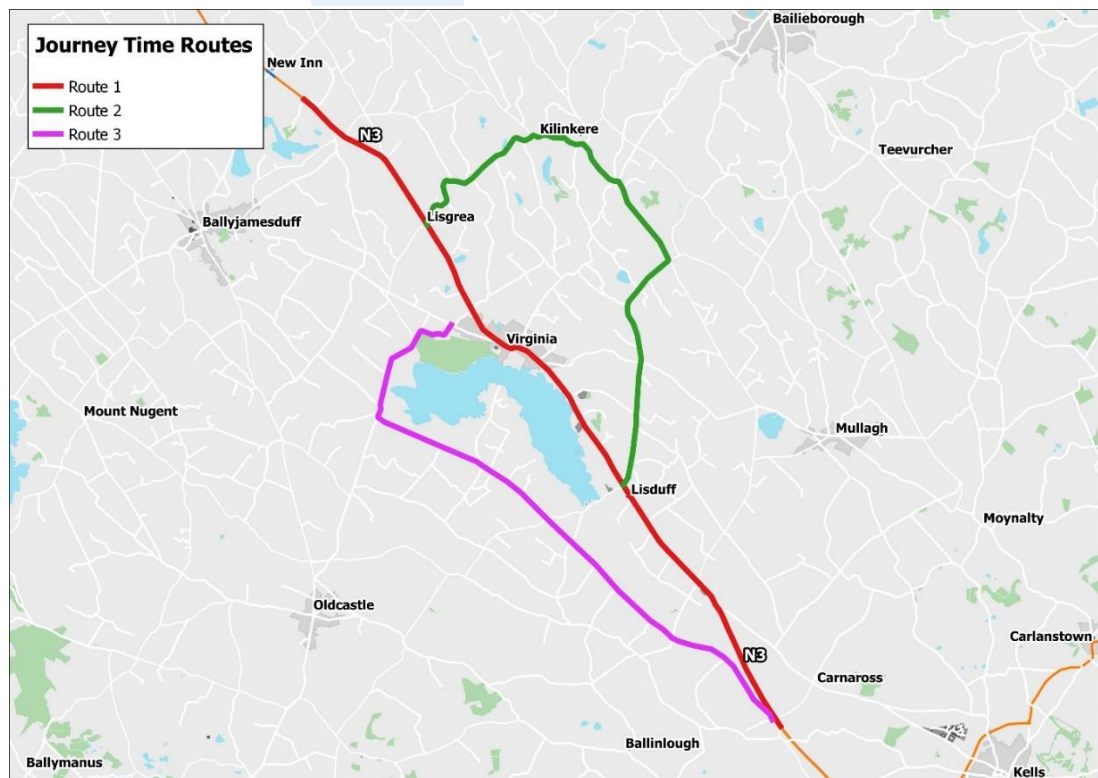 Bailieborough
Journey Time Routes
New Inn
Route 1
Route 2
Route 3
N3
Kilinkere
Teevurcher
Lisgrea
Ballyjamesduff
Virginia
Mount Nugent
Mullagh
Lisduff
Moynalty
Oldcastle
Carlanstown
N3
Carnaross
Ballinlough
Ballymanus
Kells